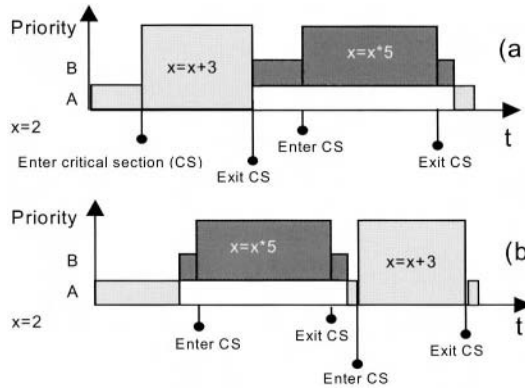 Priority
(a
x=x+3
x=x*5
B
A
x=2
t
Enter critical section (CS)
Enter CS
Exit CS
Exit CS
Priority
x=x*5
(b
x=x+3
B
A
x=2
t
Enter CS
Exit CS
Exit CS
Enter CS